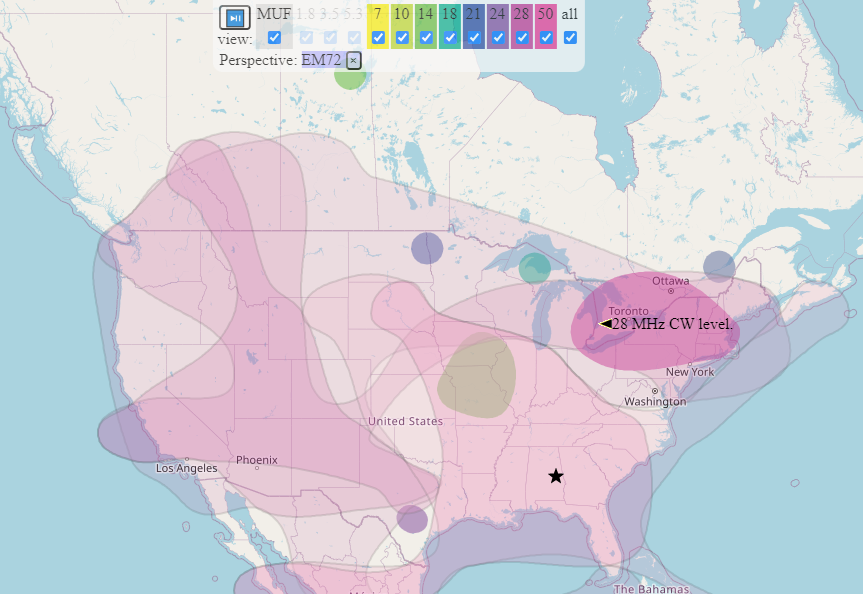 MUF 1.8 3.5 5.3 7 10 14 18 21 24 28 50 all
view:
Perspective: EM72 ×
Ottawa
Toronto
28 MHz CW level.
New York
Washington
United States
Phoenix
Los Angeles
The Bahamas